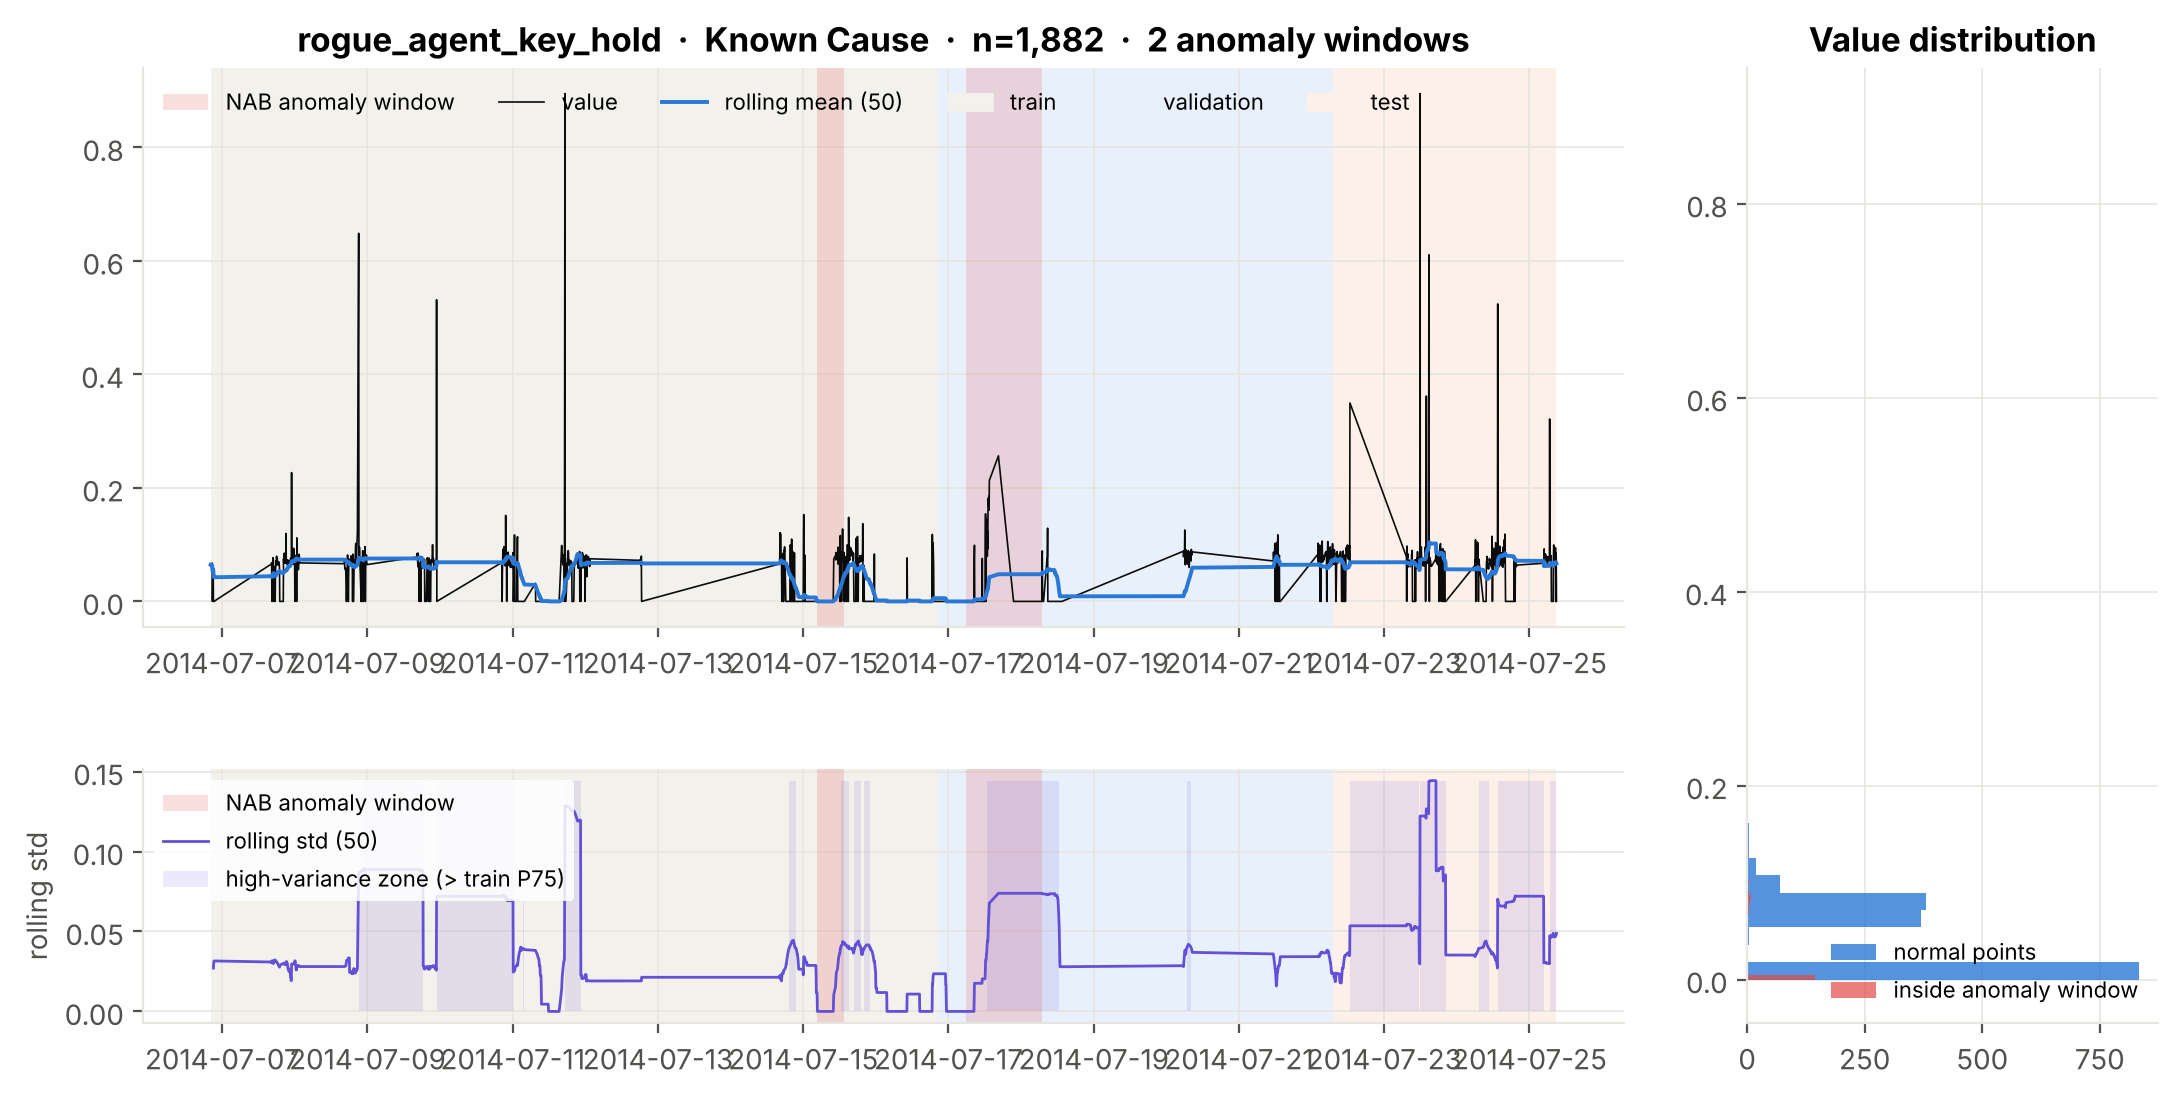 rogue_agent_key_hold · Known Cause · n=1,882 · 2 anomaly windows
NAB anomaly window value rolling mean (50) train validation test
0.8
0.6
0.4
0.2
0.0
2014-07-07 2014-07-09 2014-07-11 2014-07-13 2014-07-15 2014-07-17 2014-07-19 2014-07-21 2014-07-23 2014-07-25
rolling std
0.15
0.10
0.05
0.00
NAB anomaly window
rolling std (50)
high-variance zone (> train P75)
2014-07-07 2014-07-09 2014-07-11 2014-07-13 2014-07-15 2014-07-17 2014-07-19 2014-07-21 2014-07-23 2014-07-25
Value distribution
0.8
0.6
0.4
0.2
0.0
normal points
inside anomaly window
0 250 500 750